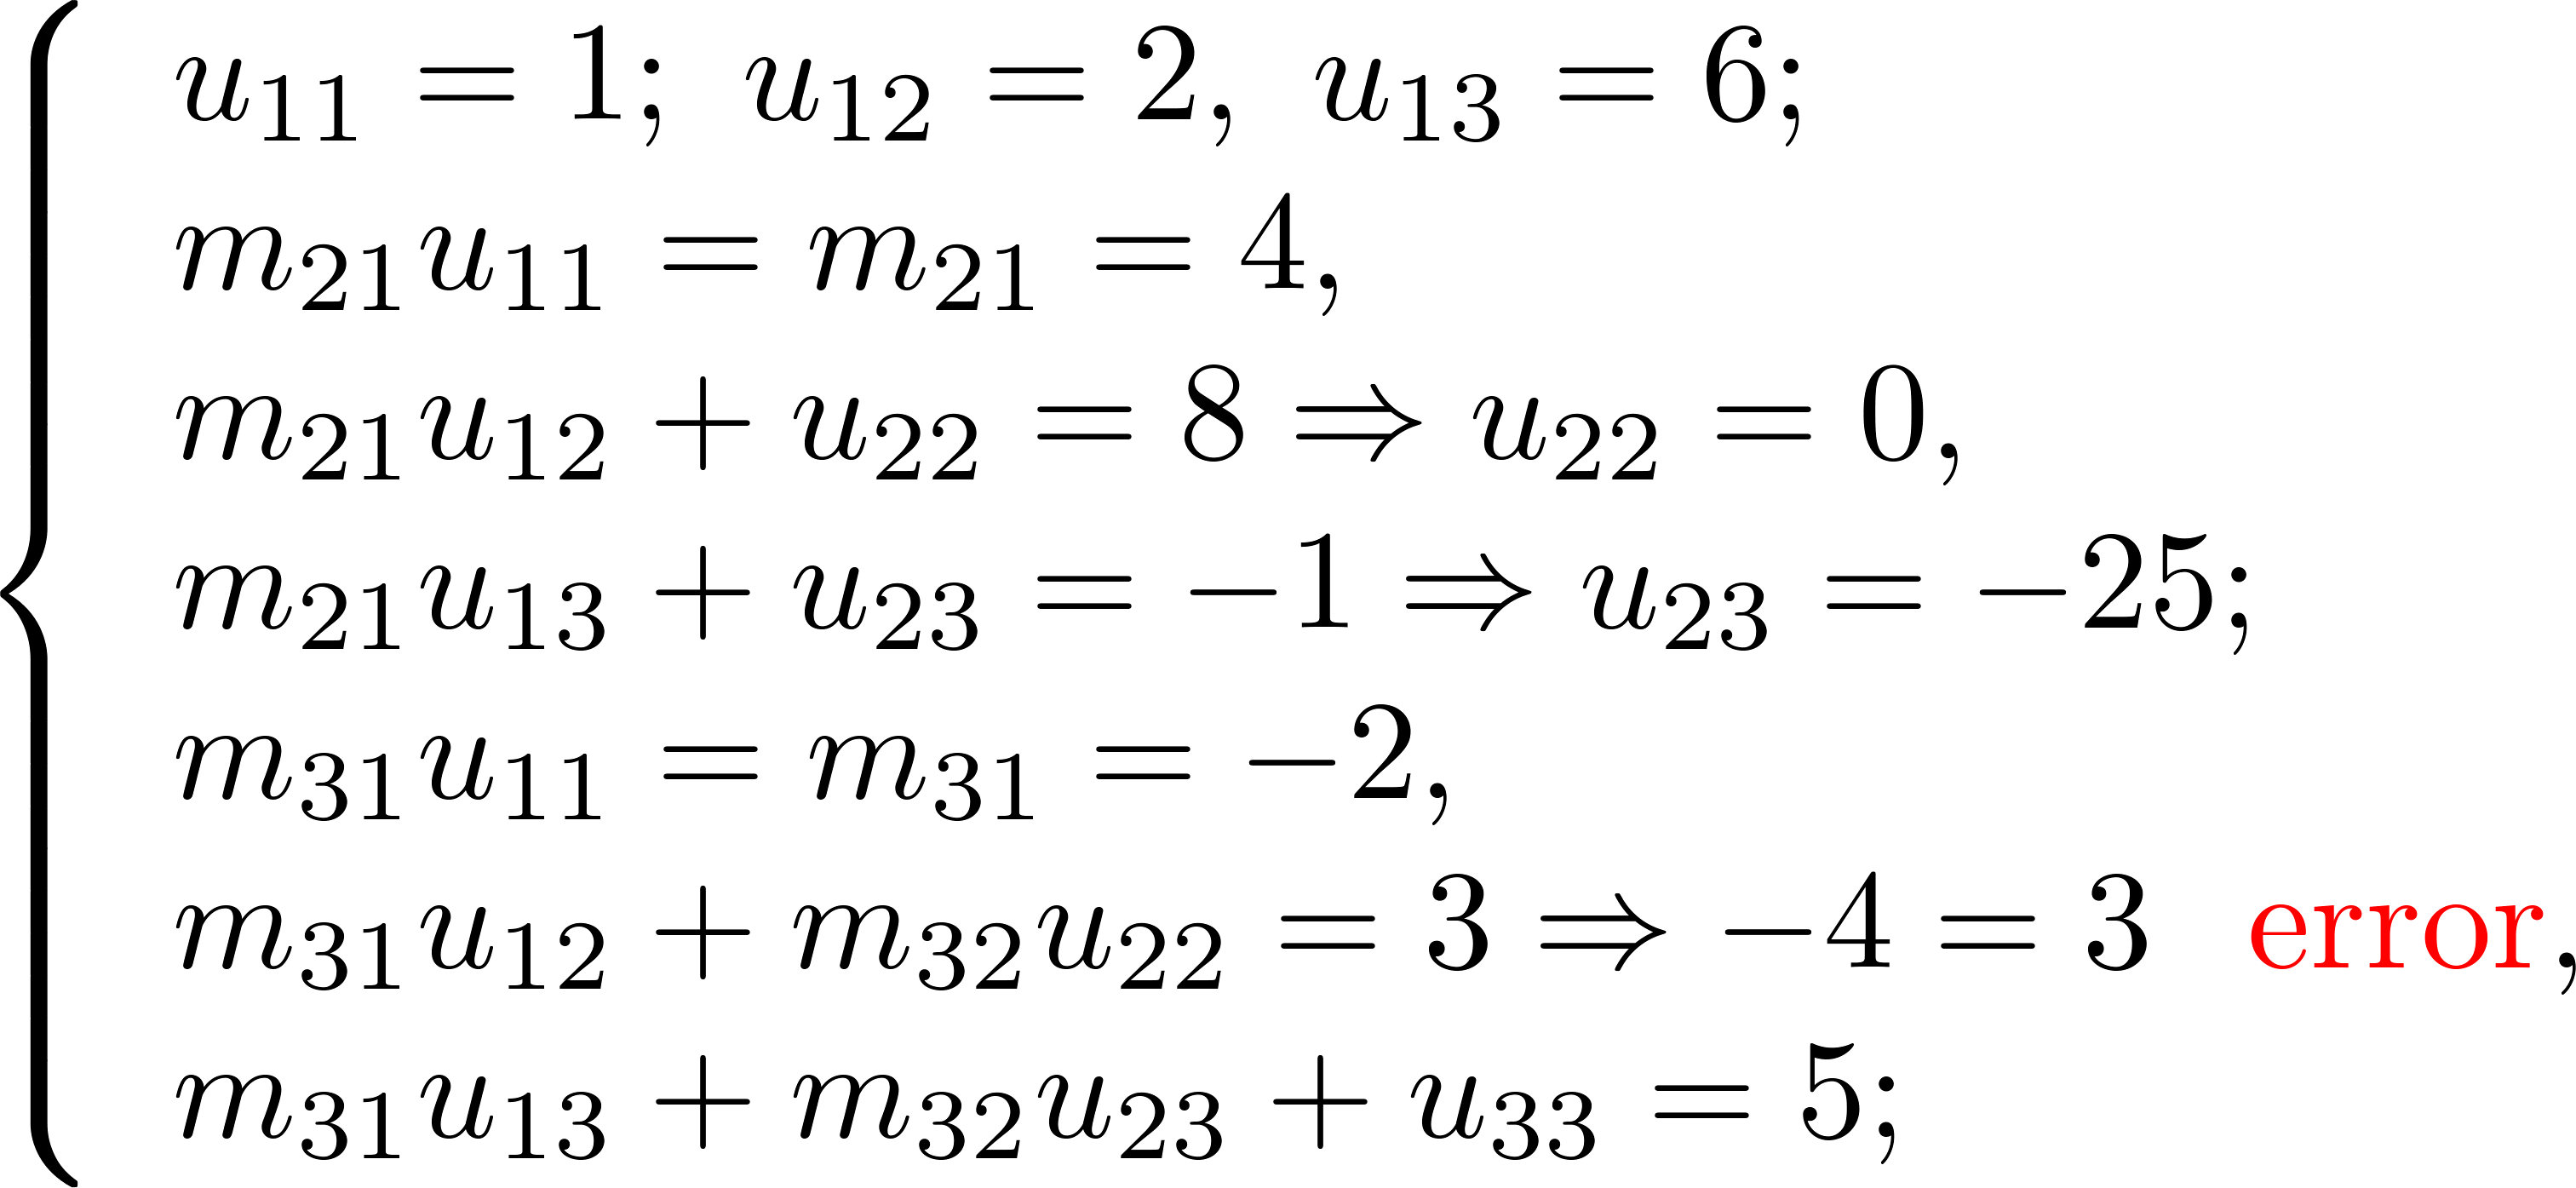 u₁₁ = 1; u₁₂ = 2, u₁₃ = 6;
m₂₁u₁₁ = m₂₁ = 4,
m₂₁u₁₂ + u₂₂ = 8 ⇒ u₂₂ = 0,
m₂₁u₁₃ + u₂₃ = −1 ⇒ u₂₃ = −25;
m₃₁u₁₁ = m₃₁ = −2,
m₃₁u₁₂ + m₃₂u₂₂ = 3 ⇒ −4 = 3 error,
m₃₁u₁₃ + m₃₂u₂₃ + u₃₃ = 5;